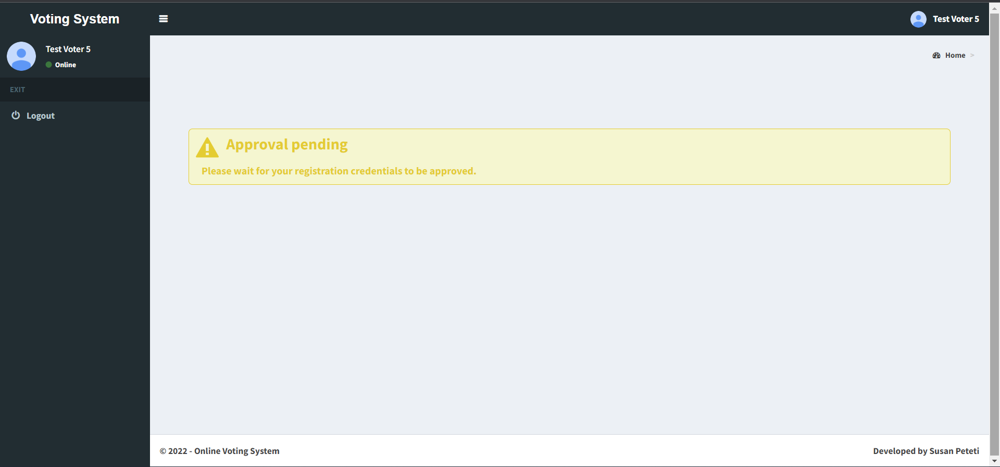 Voting System
Test Voter 5
Test Voter 5
Online
EXIT
Logout
Home >
Approval pending
Please wait for your registration credentials to be approved.
© 2022 - Online Voting System
Developed by Susan Peteti